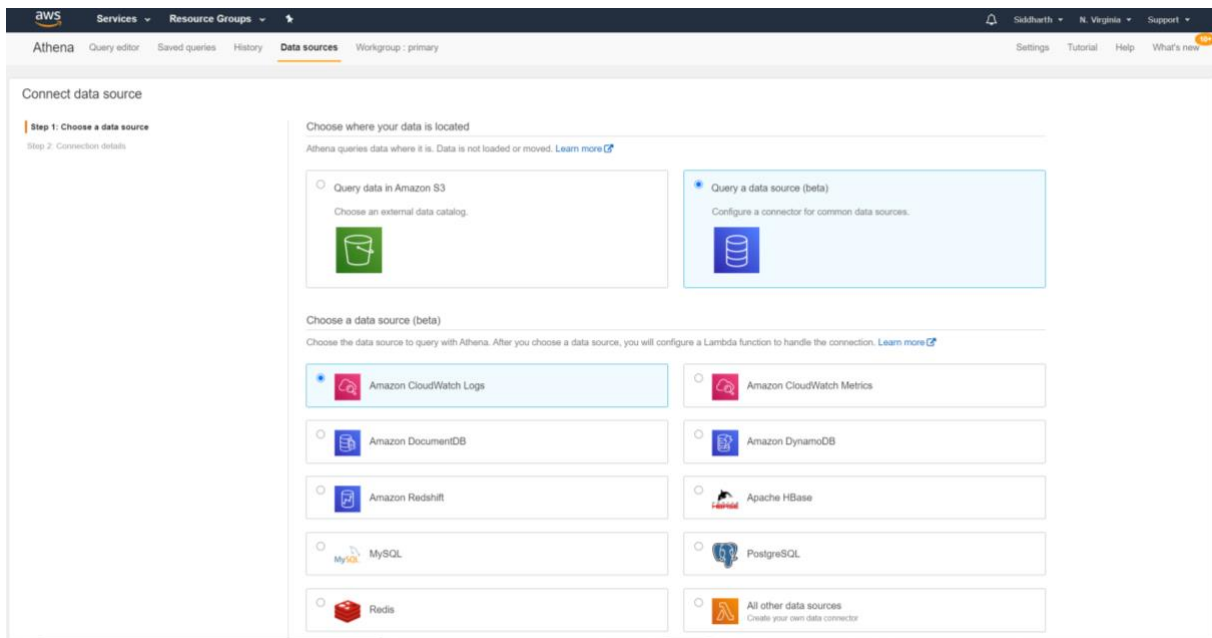 aws Services Resource Groups Siddharth N. Virginia Support
Athena Query editor Saved queries History Data sources Workgroup : primary Settings Tutorial Help What's new 10+
Connect data source
Step 1: Choose a data source
Step 2: Connection details
Choose where your data is located
Athena queries data where it is. Data is not loaded or moved. Learn more
Query data in Amazon S3
Choose an external data catalog.
Query a data source (beta)
Configure a connector for common data sources.
Choose a data source (beta)
Choose the data source to query with Athena. After you choose a data source, you will configure a Lambda function to handle the connection. Learn more
Amazon CloudWatch Logs
Amazon CloudWatch Metrics
Amazon DocumentDB
Amazon DynamoDB
Amazon Redshift
APACHE HBASE Apache HBase
MySQL MySQL
PostgreSQL
Redis
All other data sources
Create your own data connector